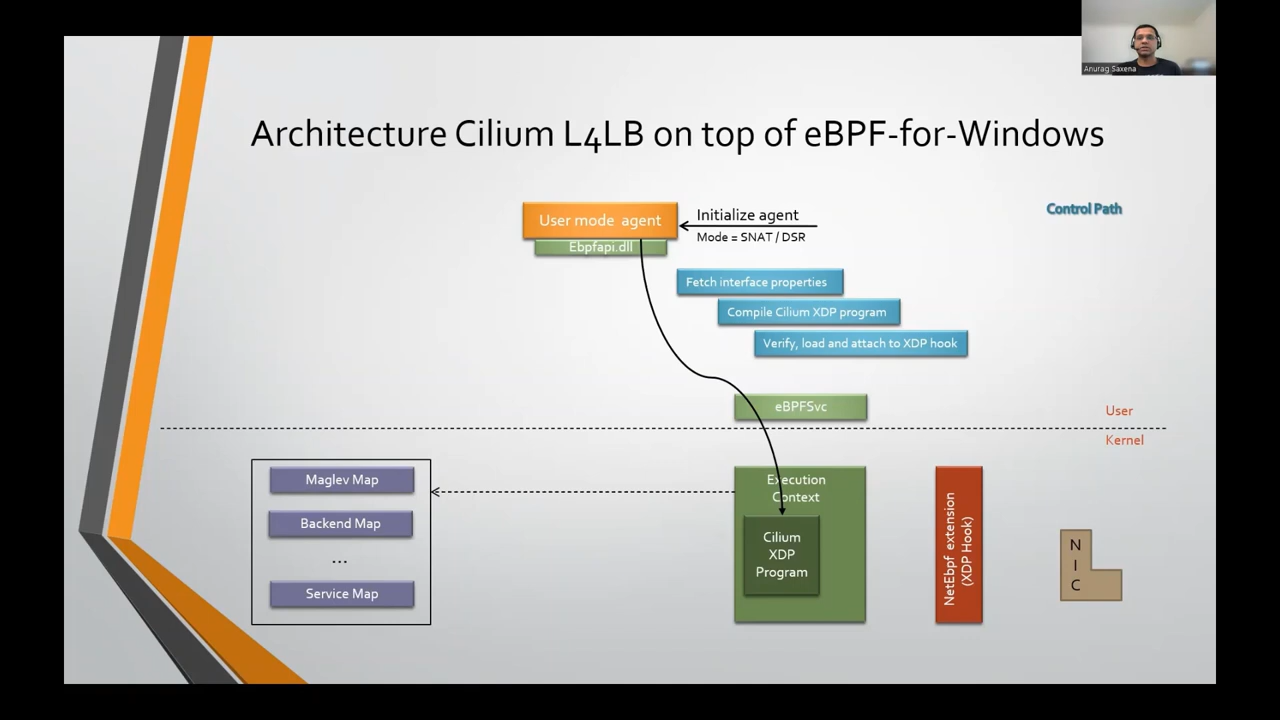 Anurag Saxena
Architecture Cilium L4LB on top of eBPF-for-Windows
Control Path
User mode agent
Ebpfapi.dll
Initialize agent
Mode = SNAT / DSR
Fetch interface properties
Compile Cilium XDP program
Verify, load and attach to XDP hook
eBPFSvc
User
Kernel
Maglev Map
Backend Map
...
Service Map
Execution
Context
Cilium
XDP
Program
NetEbpf extension
(XDP Hook)
N
I
C